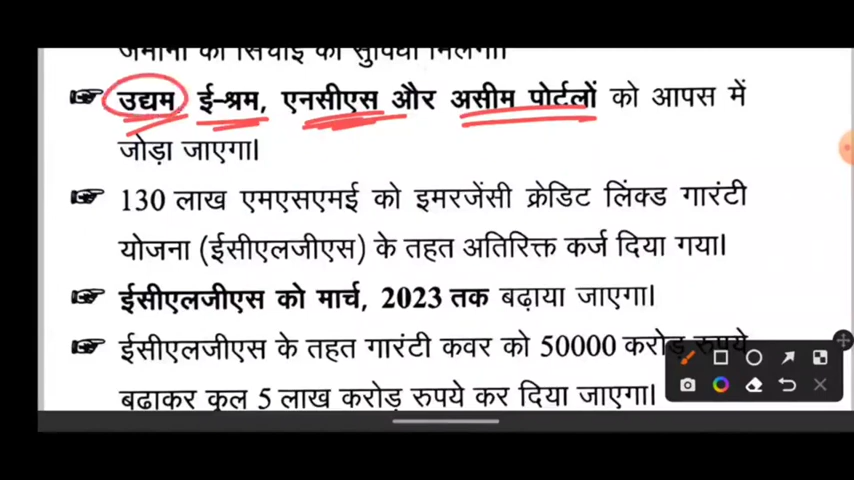 जमीनों को सिंचाई की सुविधा मिलेगी।
उद्यम ई-श्रम, एनसीएस और असीम पोर्टलों को आपस में
जोड़ा जाएगा।
130 लाख एमएसएमई को इमरजेंसी क्रेडिट लिंक्ड गारंटी
योजना (ईसीएलजीएस) के तहत अतिरिक्त कर्ज दिया गया।
ईसीएलजीएस को मार्च, 2023 तक बढ़ाया जाएगा।
ईसीएलजीएस के तहत गारंटी कवर को 50000 करोड़ रुपये
बढाकर कुल 5 लाख करोड़ रुपये कर दिया जाएगा।